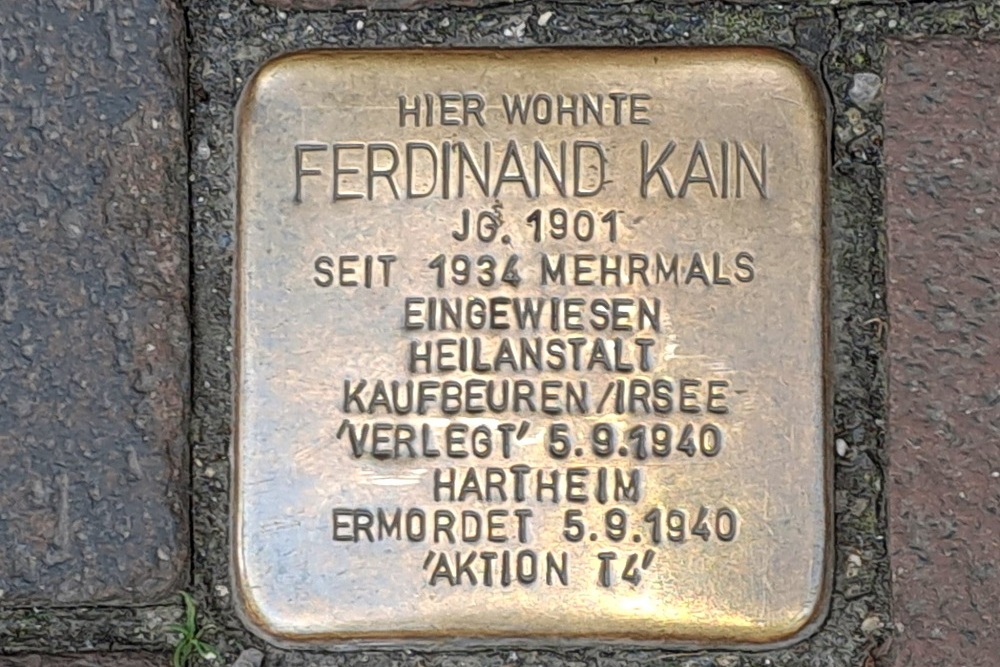 HIER WOHNTE
FERDINAND KAIN
JG. 1901
SEIT 1934 MEHRMALS
EINGEWIESEN
HEILANSTALT
KAUFBEUREN/IRSEE
'VERLEGT' 5.9.1940
HARTHEIM
ERMORDET 5.9.1940
'AKTION T4'